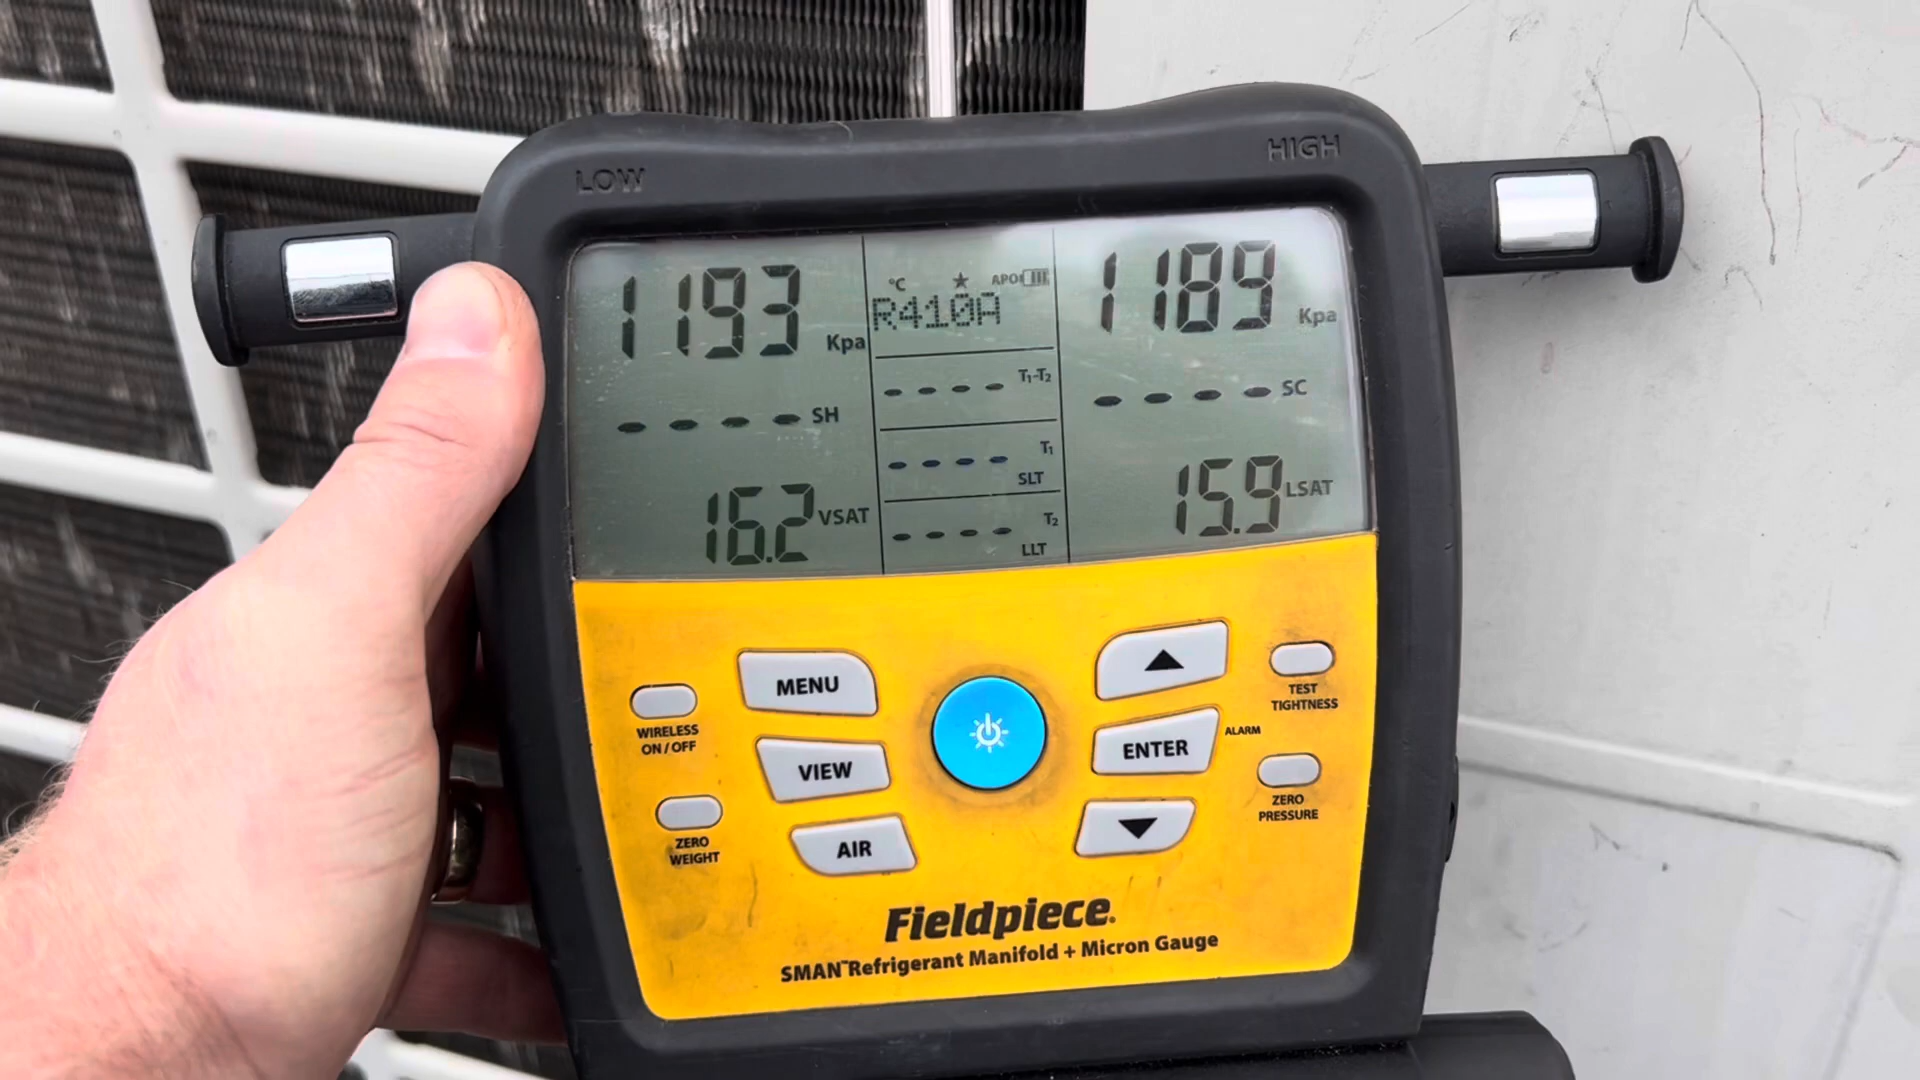 LOW
HIGH
1193 Kpa
°C ★ APO
R410A
1189 Kpa
---- SH
---- T1-T2
---- SC
---- T1 SLT
16.2 VSAT
15.9 LSAT
---- T2 LLT
MENU
▲
WIRELESS
ON / OFF
TEST
TIGHTNESS
VIEW
ENTER
ALARM
ZERO
WEIGHT
AIR
▼
ZERO
PRESSURE
Fieldpiece®
SMAN™Refrigerant Manifold + Micron Gauge